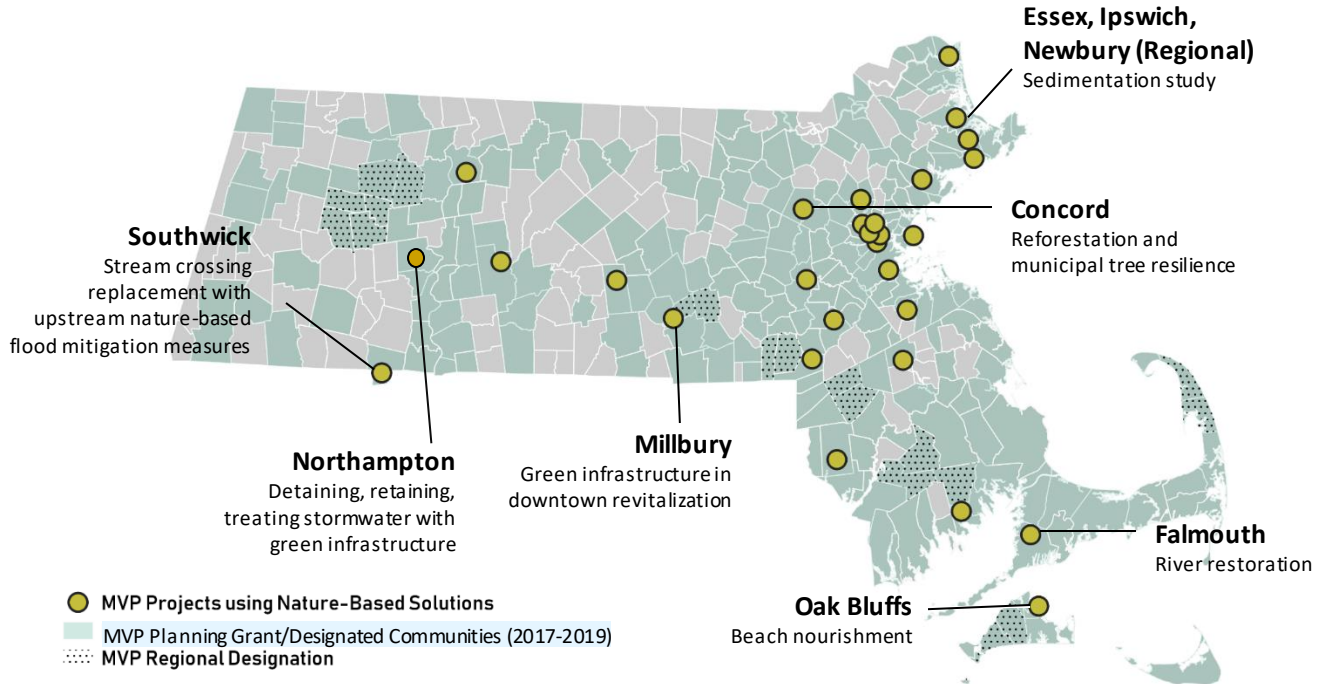 Essex, Ipswich,
Newbury (Regional)
Sedimentation study
Concord
Reforestation and
municipal tree resilience
Southwick
Stream crossing
replacement with
upstream nature-based
flood mitigation measures
Northampton
Detaining, retaining,
treating stormwater with
green infrastructure
Millbury
Green infrastructure in
downtown revitalization
Falmouth
River restoration
Oak Bluffs
Beach nourishment
MVP Projects using Nature-Based Solutions
MVP Planning Grant/Designated Communities (2017-2019)
MVP Regional Designation